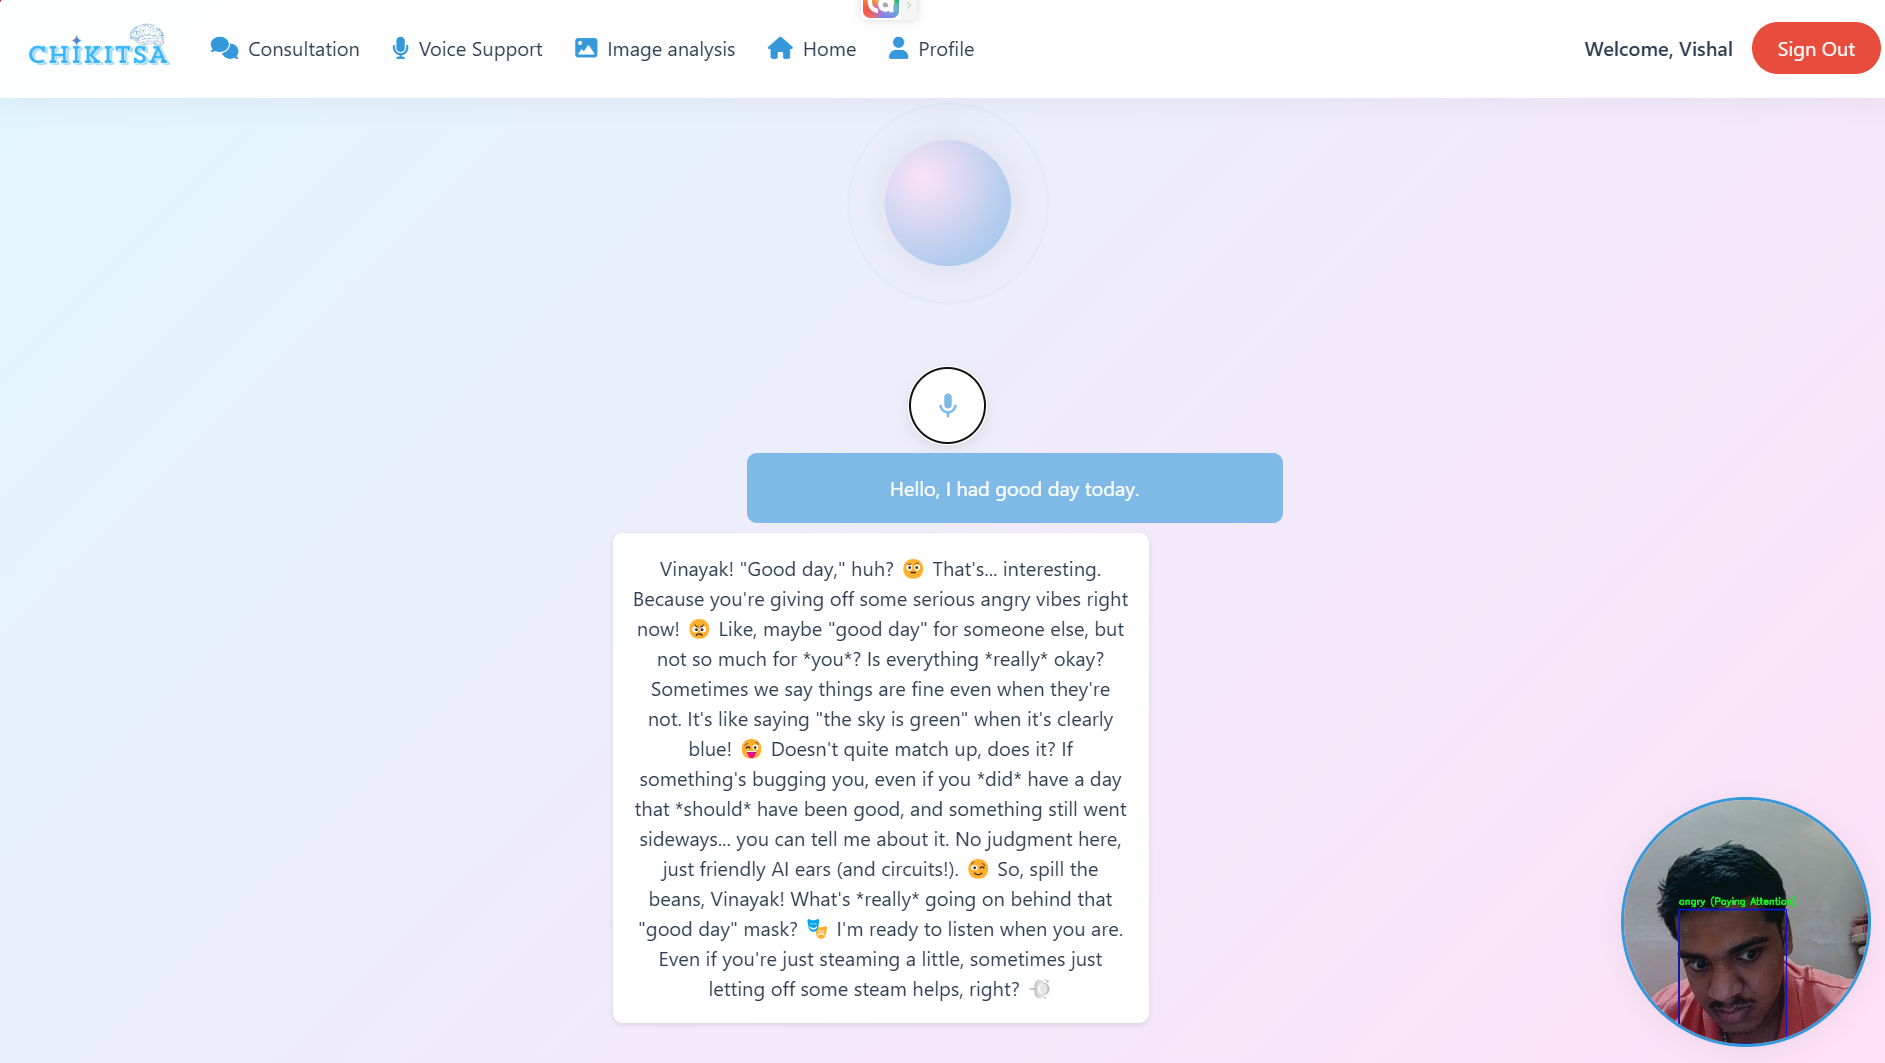 CHIKITSA
Consultation
Voice Support
Image analysis
Home
Profile
Welcome, Vishal
Sign Out
Hello, I had good day today.
Vinayak! "Good day," huh? 😳 That's... interesting.
Because you're giving off some serious angry vibes right
now! 😠 Like, maybe "good day" for someone else, but
not so much for *you*? Is everything *really* okay?
Sometimes we say things are fine even when they're
not. It's like saying "the sky is green" when it's clearly
blue! 😜 Doesn't quite match up, does it? If
something's bugging you, even if you *did* have a day
that *should* have been good, and something still went
sideways... you can tell me about it. No judgment here,
just friendly AI ears (and circuits!). 😉 So, spill the
beans, Vinayak! What's *really* going on behind that
"good day" mask? 🎭 I'm ready to listen when you are.
Even if you're just steaming a little, sometimes just
letting off some steam helps, right? 💨
angry (Paying Attention)